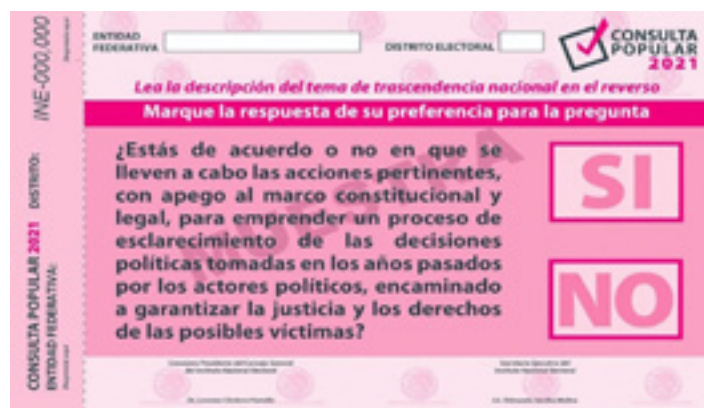 ENTIDAD
FEDERATIVA
DISTRITO ELECTORAL
CONSULTA
POPULAR
2021
Lea la descripción del tema de trascendencia nacional en el reverso
Marque la respuesta de su preferencia para la pregunta
¿Estás de acuerdo o no en que se
lleven a cabo las acciones pertinentes,
con apego al marco constitucional y
legal, para emprender un proceso de
esclarecimiento de las decisiones
políticas tomadas en los años pasados
por los actores políticos, encaminado
a garantizar la justicia y los derechos
de las posibles víctimas?
SI
NO
MUESTRA
INE-000,000
CONSULTA POPULAR 2021 DISTRITO:
ENTIDAD FEDERATIVA: